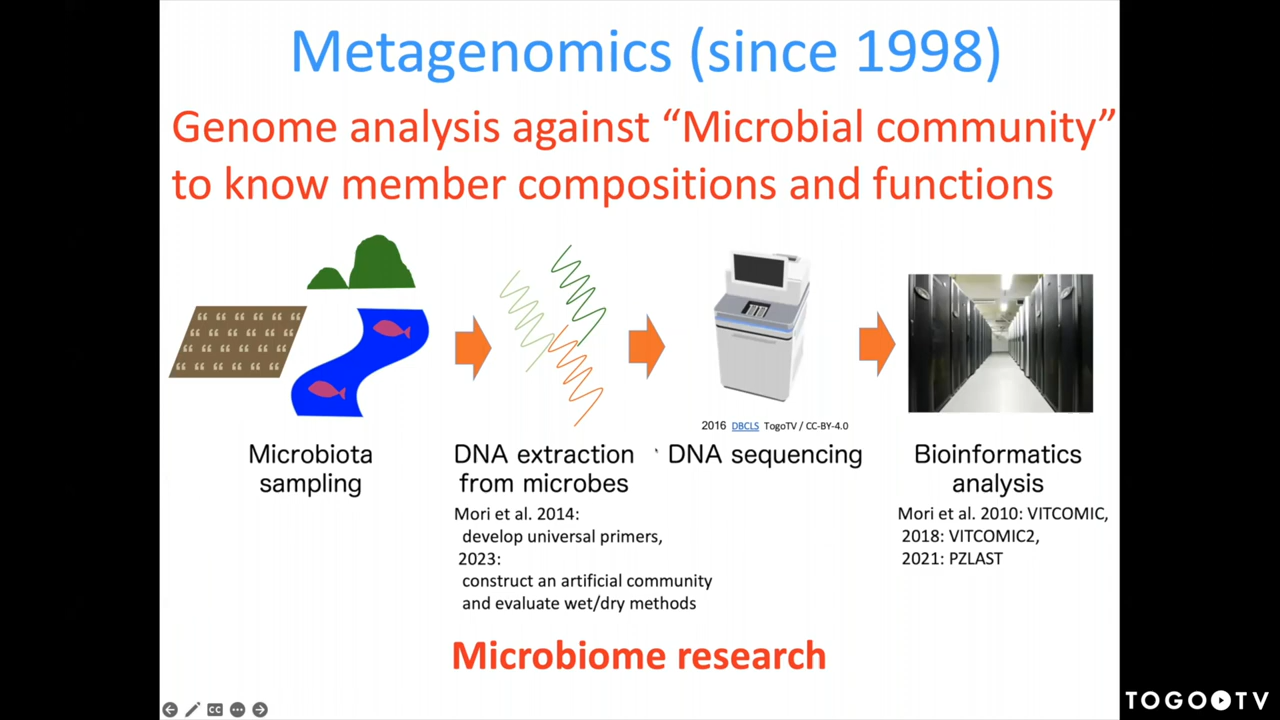 Metagenomics (since 1998)
Genome analysis against “Microbial community”
to know member compositions and functions
2016 DBCLS TogoTV / CC-BY-4.0
Microbiota
sampling
DNA extraction
from microbes
Mori et al. 2014:
develop universal primers,
2023:
construct an artificial community
and evaluate wet/dry methods
DNA sequencing
Bioinformatics
analysis
Mori et al. 2010: VITCOMIC,
2018: VITCOMIC2,
2021: PZLAST
Microbiome research
CC
TOGO TV